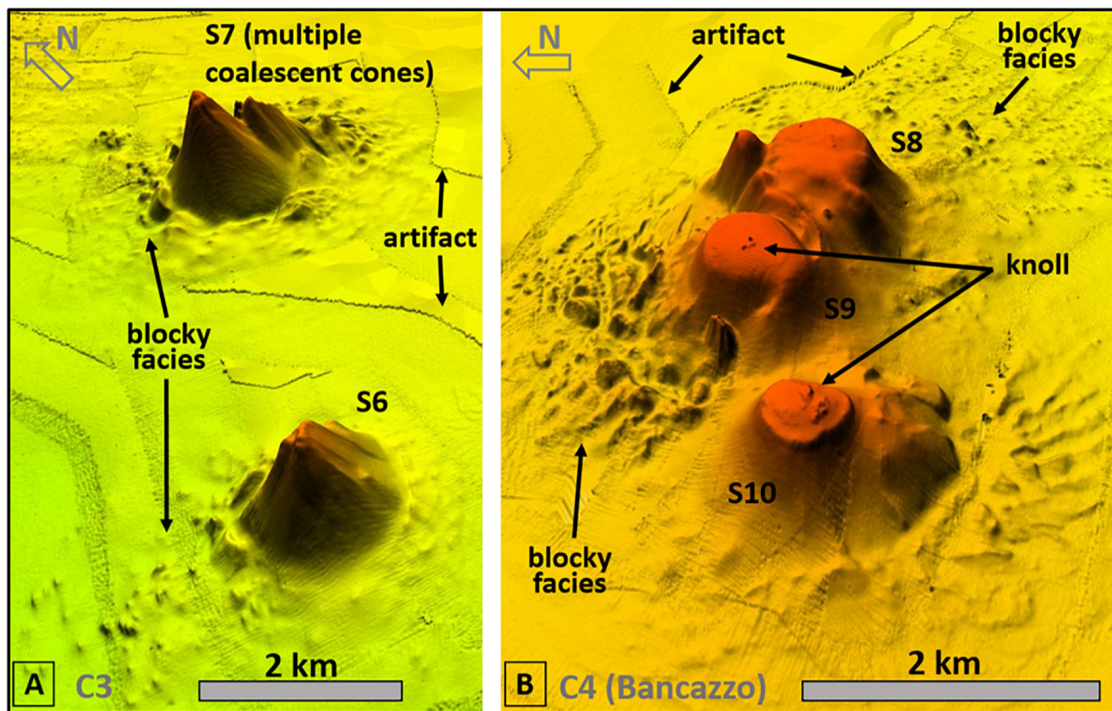 N
S7 (multiple
coalescent cones)
artifact
blocky
facies
S6
2 km
A
C3
N
artifact
blocky
facies
S8
knoll
S9
S10
blocky
facies
2 km
B
C4 (Bancazzo)